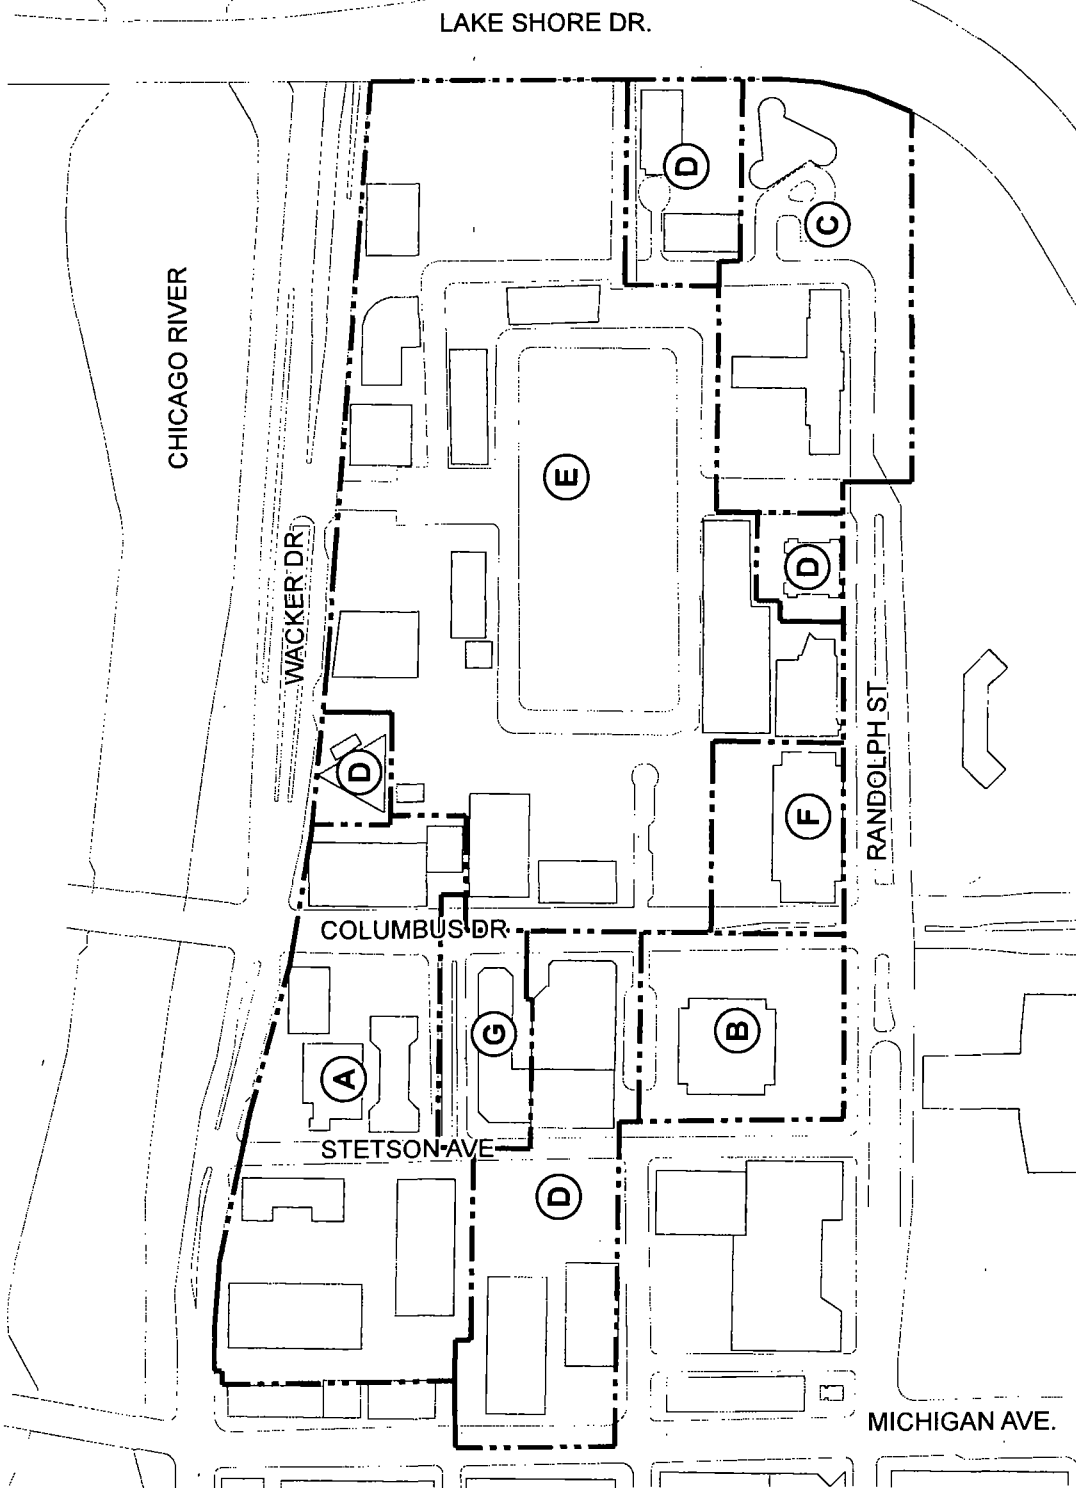 LAKE SHORE DR.
D
C
CHICAGO RIVER
E
WACKER DR
D
RANDOLPH ST
D
F
COLUMBUS DR
G
B
A
STETSON AVE
D
MICHIGAN AVE.